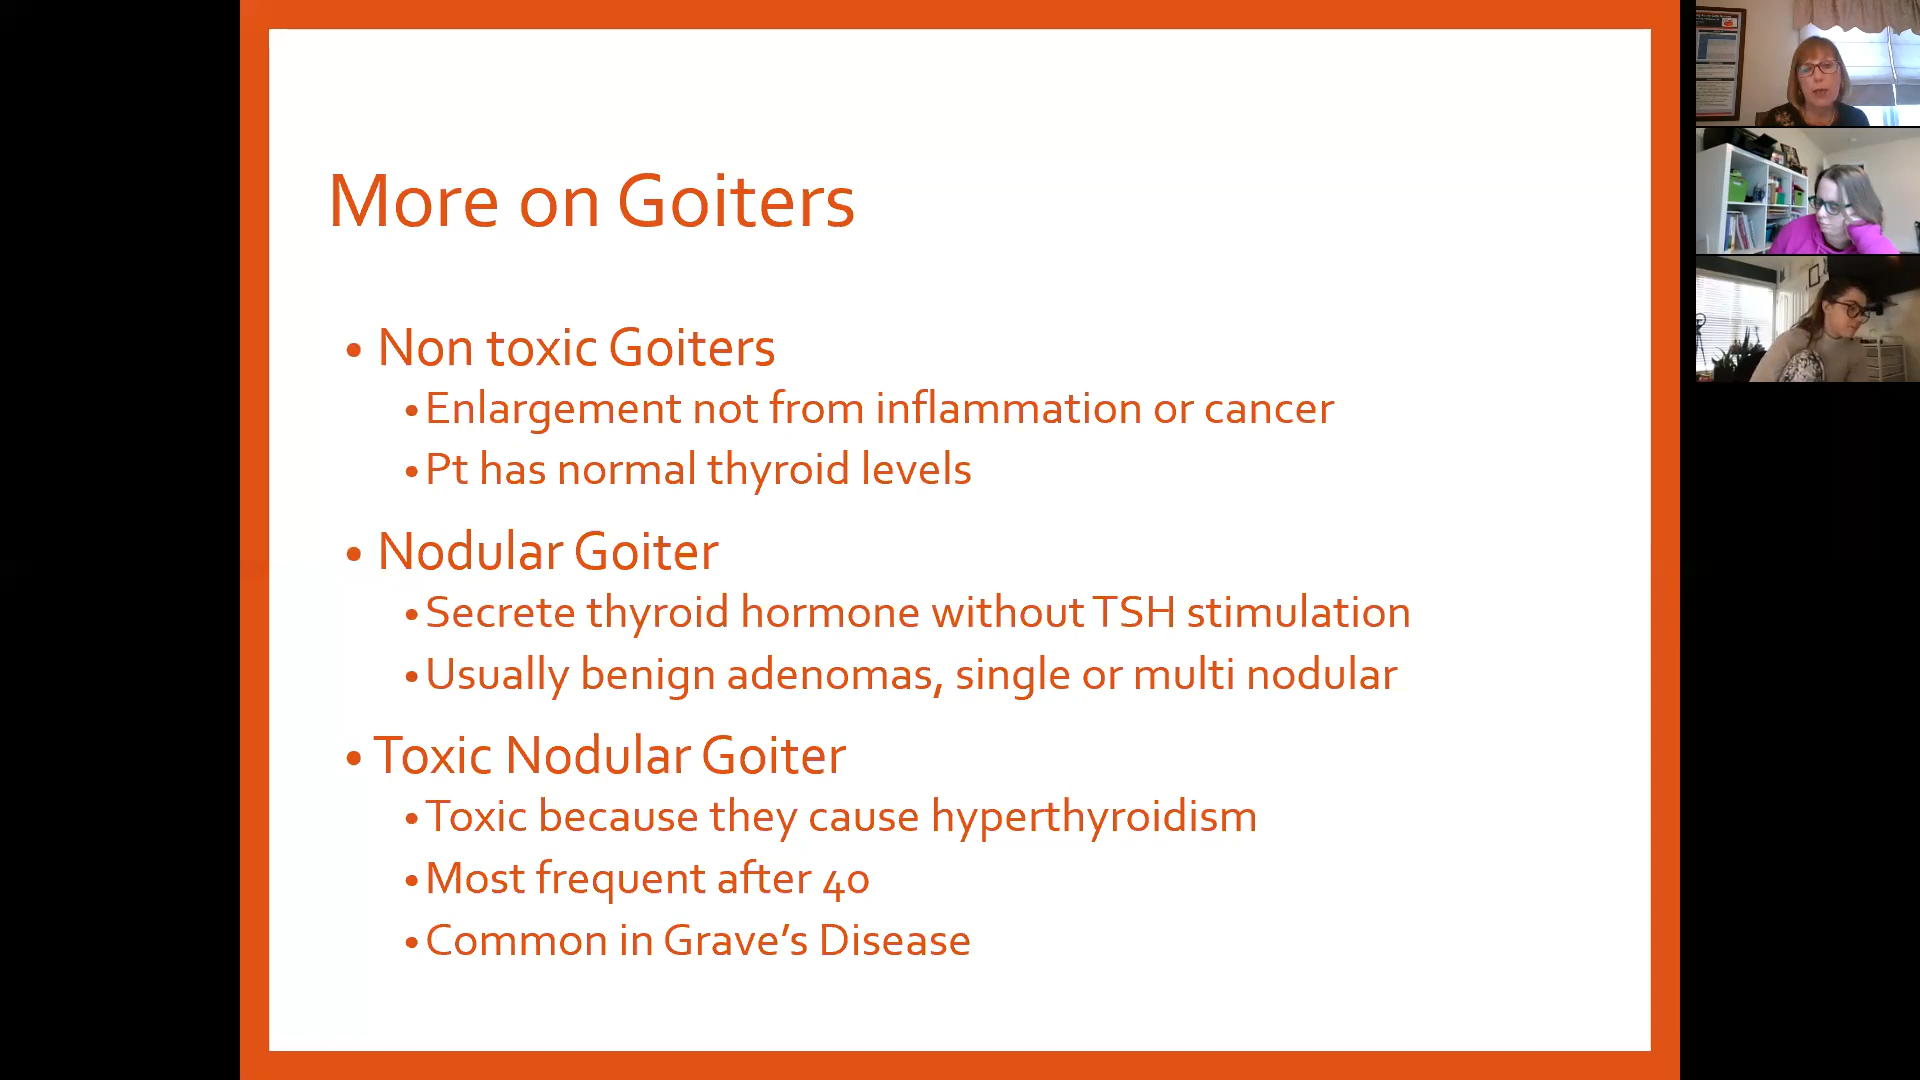 More on Goiters
• Non toxic Goiters
• Enlargement not from inflammation or cancer
• Pt has normal thyroid levels
• Nodular Goiter
• Secrete thyroid hormone without TSH stimulation
• Usually benign adenomas, single or multi nodular
• Toxic Nodular Goiter
• Toxic because they cause hyperthyroidism
• Most frequent after 40
• Common in Grave’s Disease